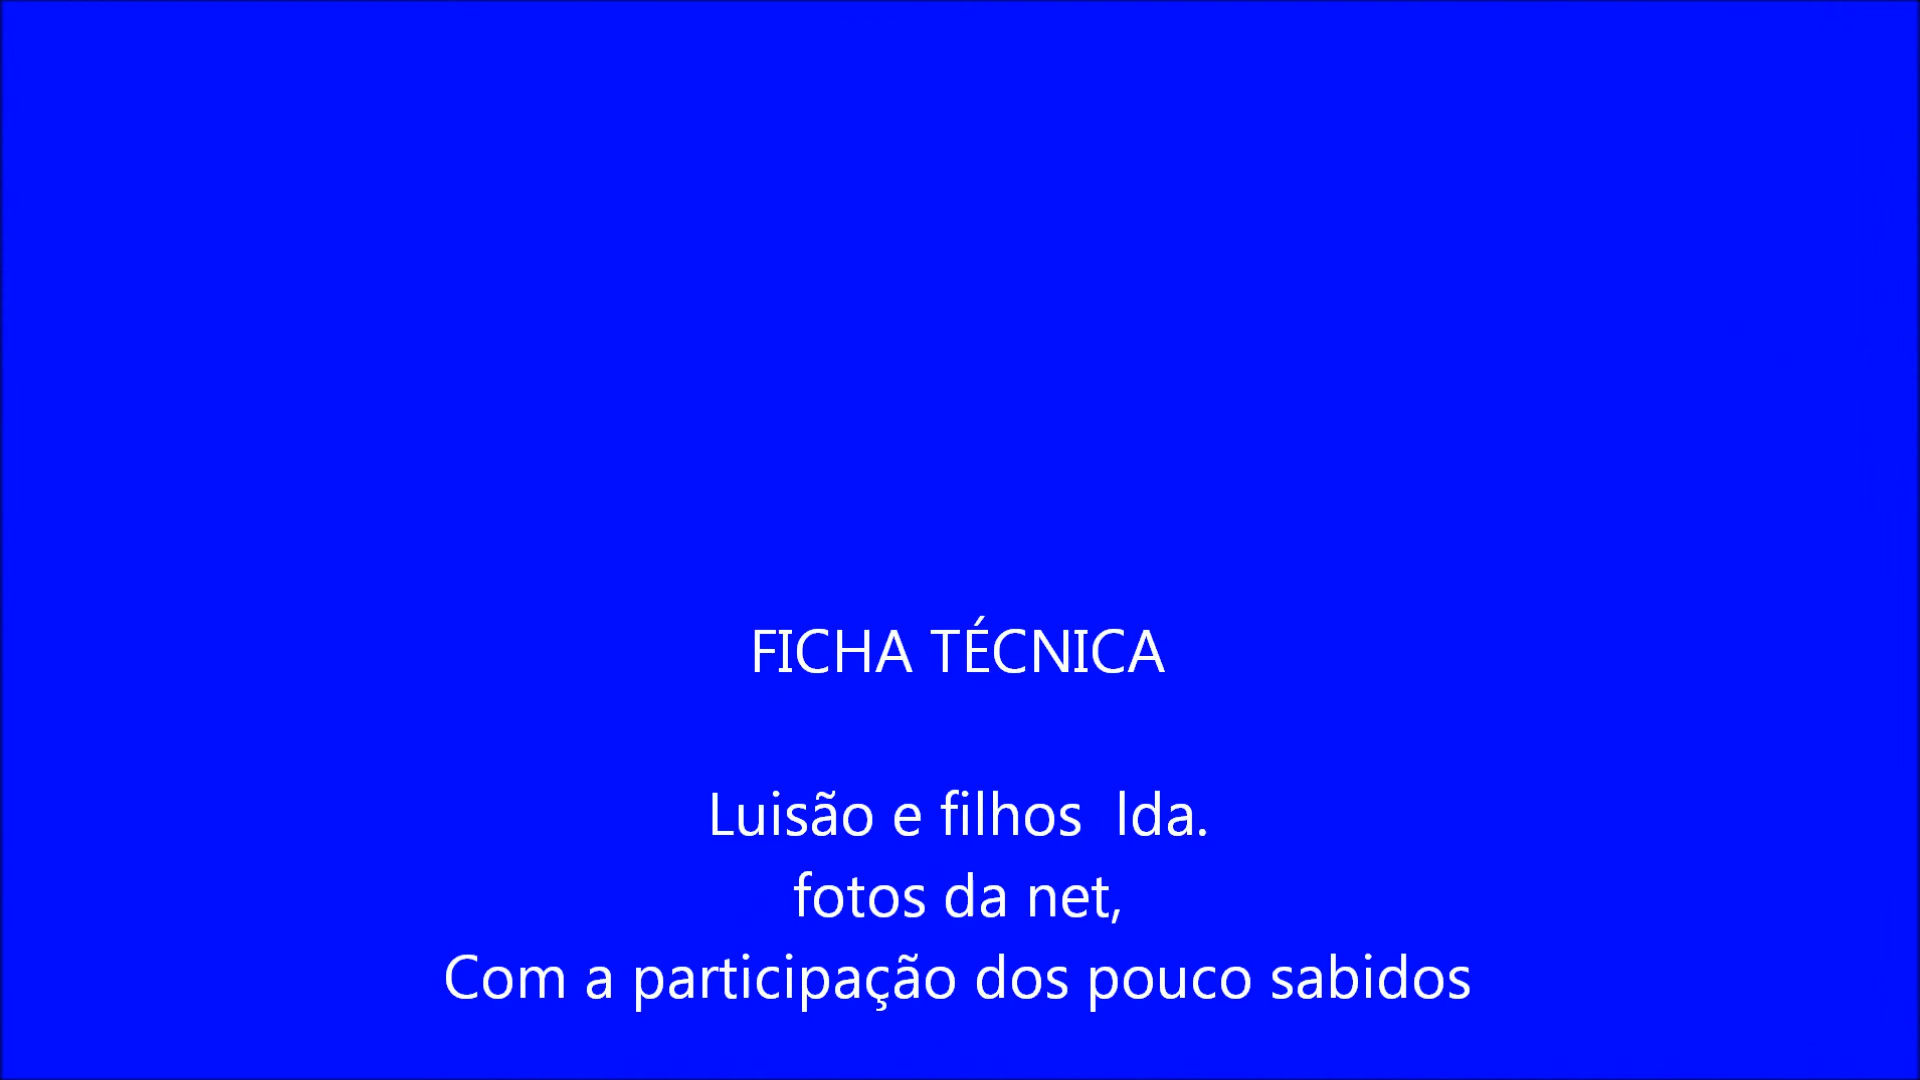 FICHA TÉCNICA
Luisão e filhos  lda.
fotos da net,
Com a participação dos pouco sabidos